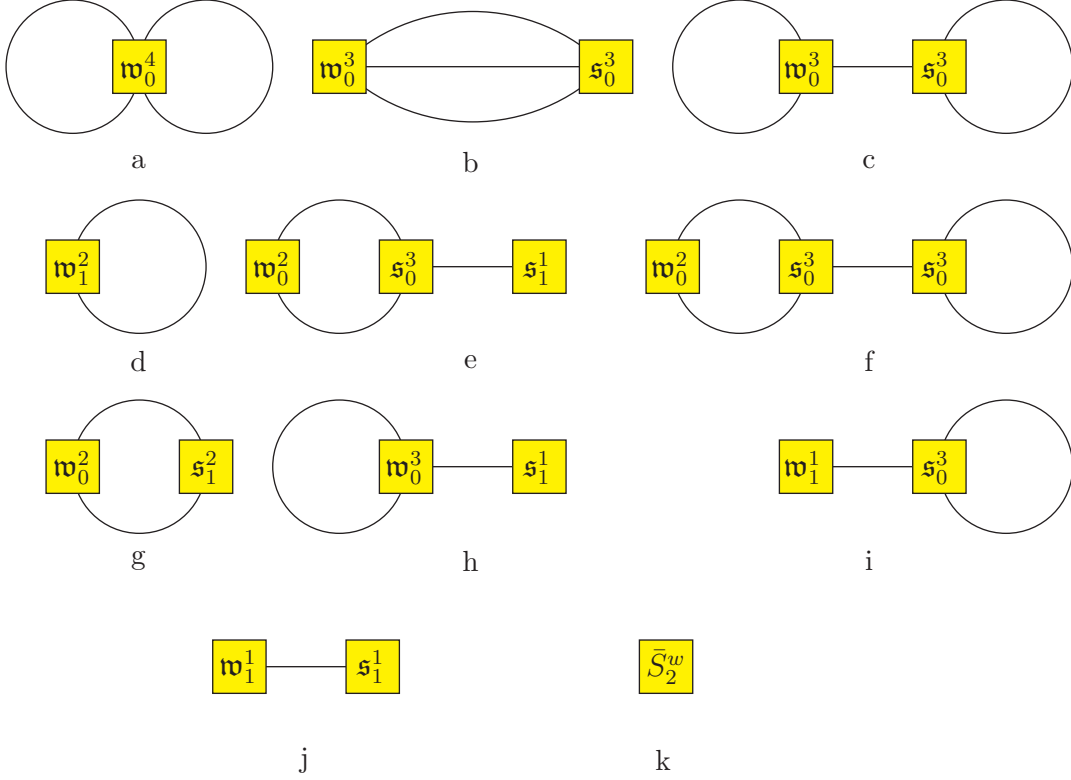 𝔴₀⁴ 𝔴₀³ 𝔰₀³ 𝔴₀³ 𝔰₀³
a b c
𝔴₁² 𝔴₀² 𝔰₀³ 𝔰₁¹ 𝔴₀² 𝔰₀³ 𝔰₀³
d e f
𝔴₀² 𝔰₁² 𝔴₀³ 𝔰₁¹ 𝔴₁¹ 𝔰₀³
g h i
𝔴₁¹ 𝔰₁¹ S̄₂ʷ
j k